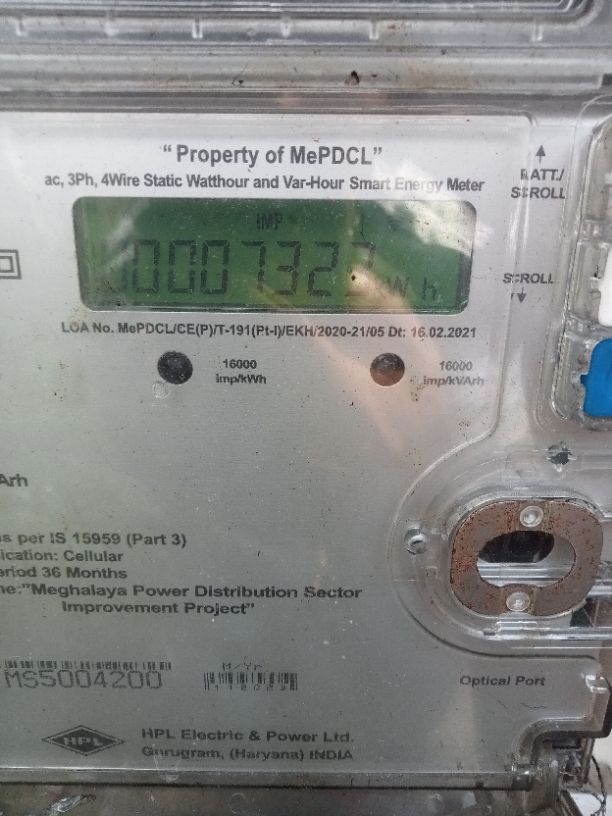 “Property of MePDCL”
ac, 3Ph, 4Wire Static Watthour and Var-Hour Smart Energy Meter
BATT./
SCROLL
IMP
Wh
SCROLL
LOA No. MePDCL/CE(P)/T-191(Pt-I)/EKH/2020-21/05 Dt: 16.02.2021
16000
imp/kWh
16000
imp/kVArh
Arh
s per IS 15959 (Part 3)
ication: Cellular
eriod 36 Months
ne:"Meghalaya Power Distribution Sector
Improvement Project"
MS5004200
M/Yr
Optical Port
HPL
HPL Electric & Power Ltd.
Gurugram, (Haryana) INDIA